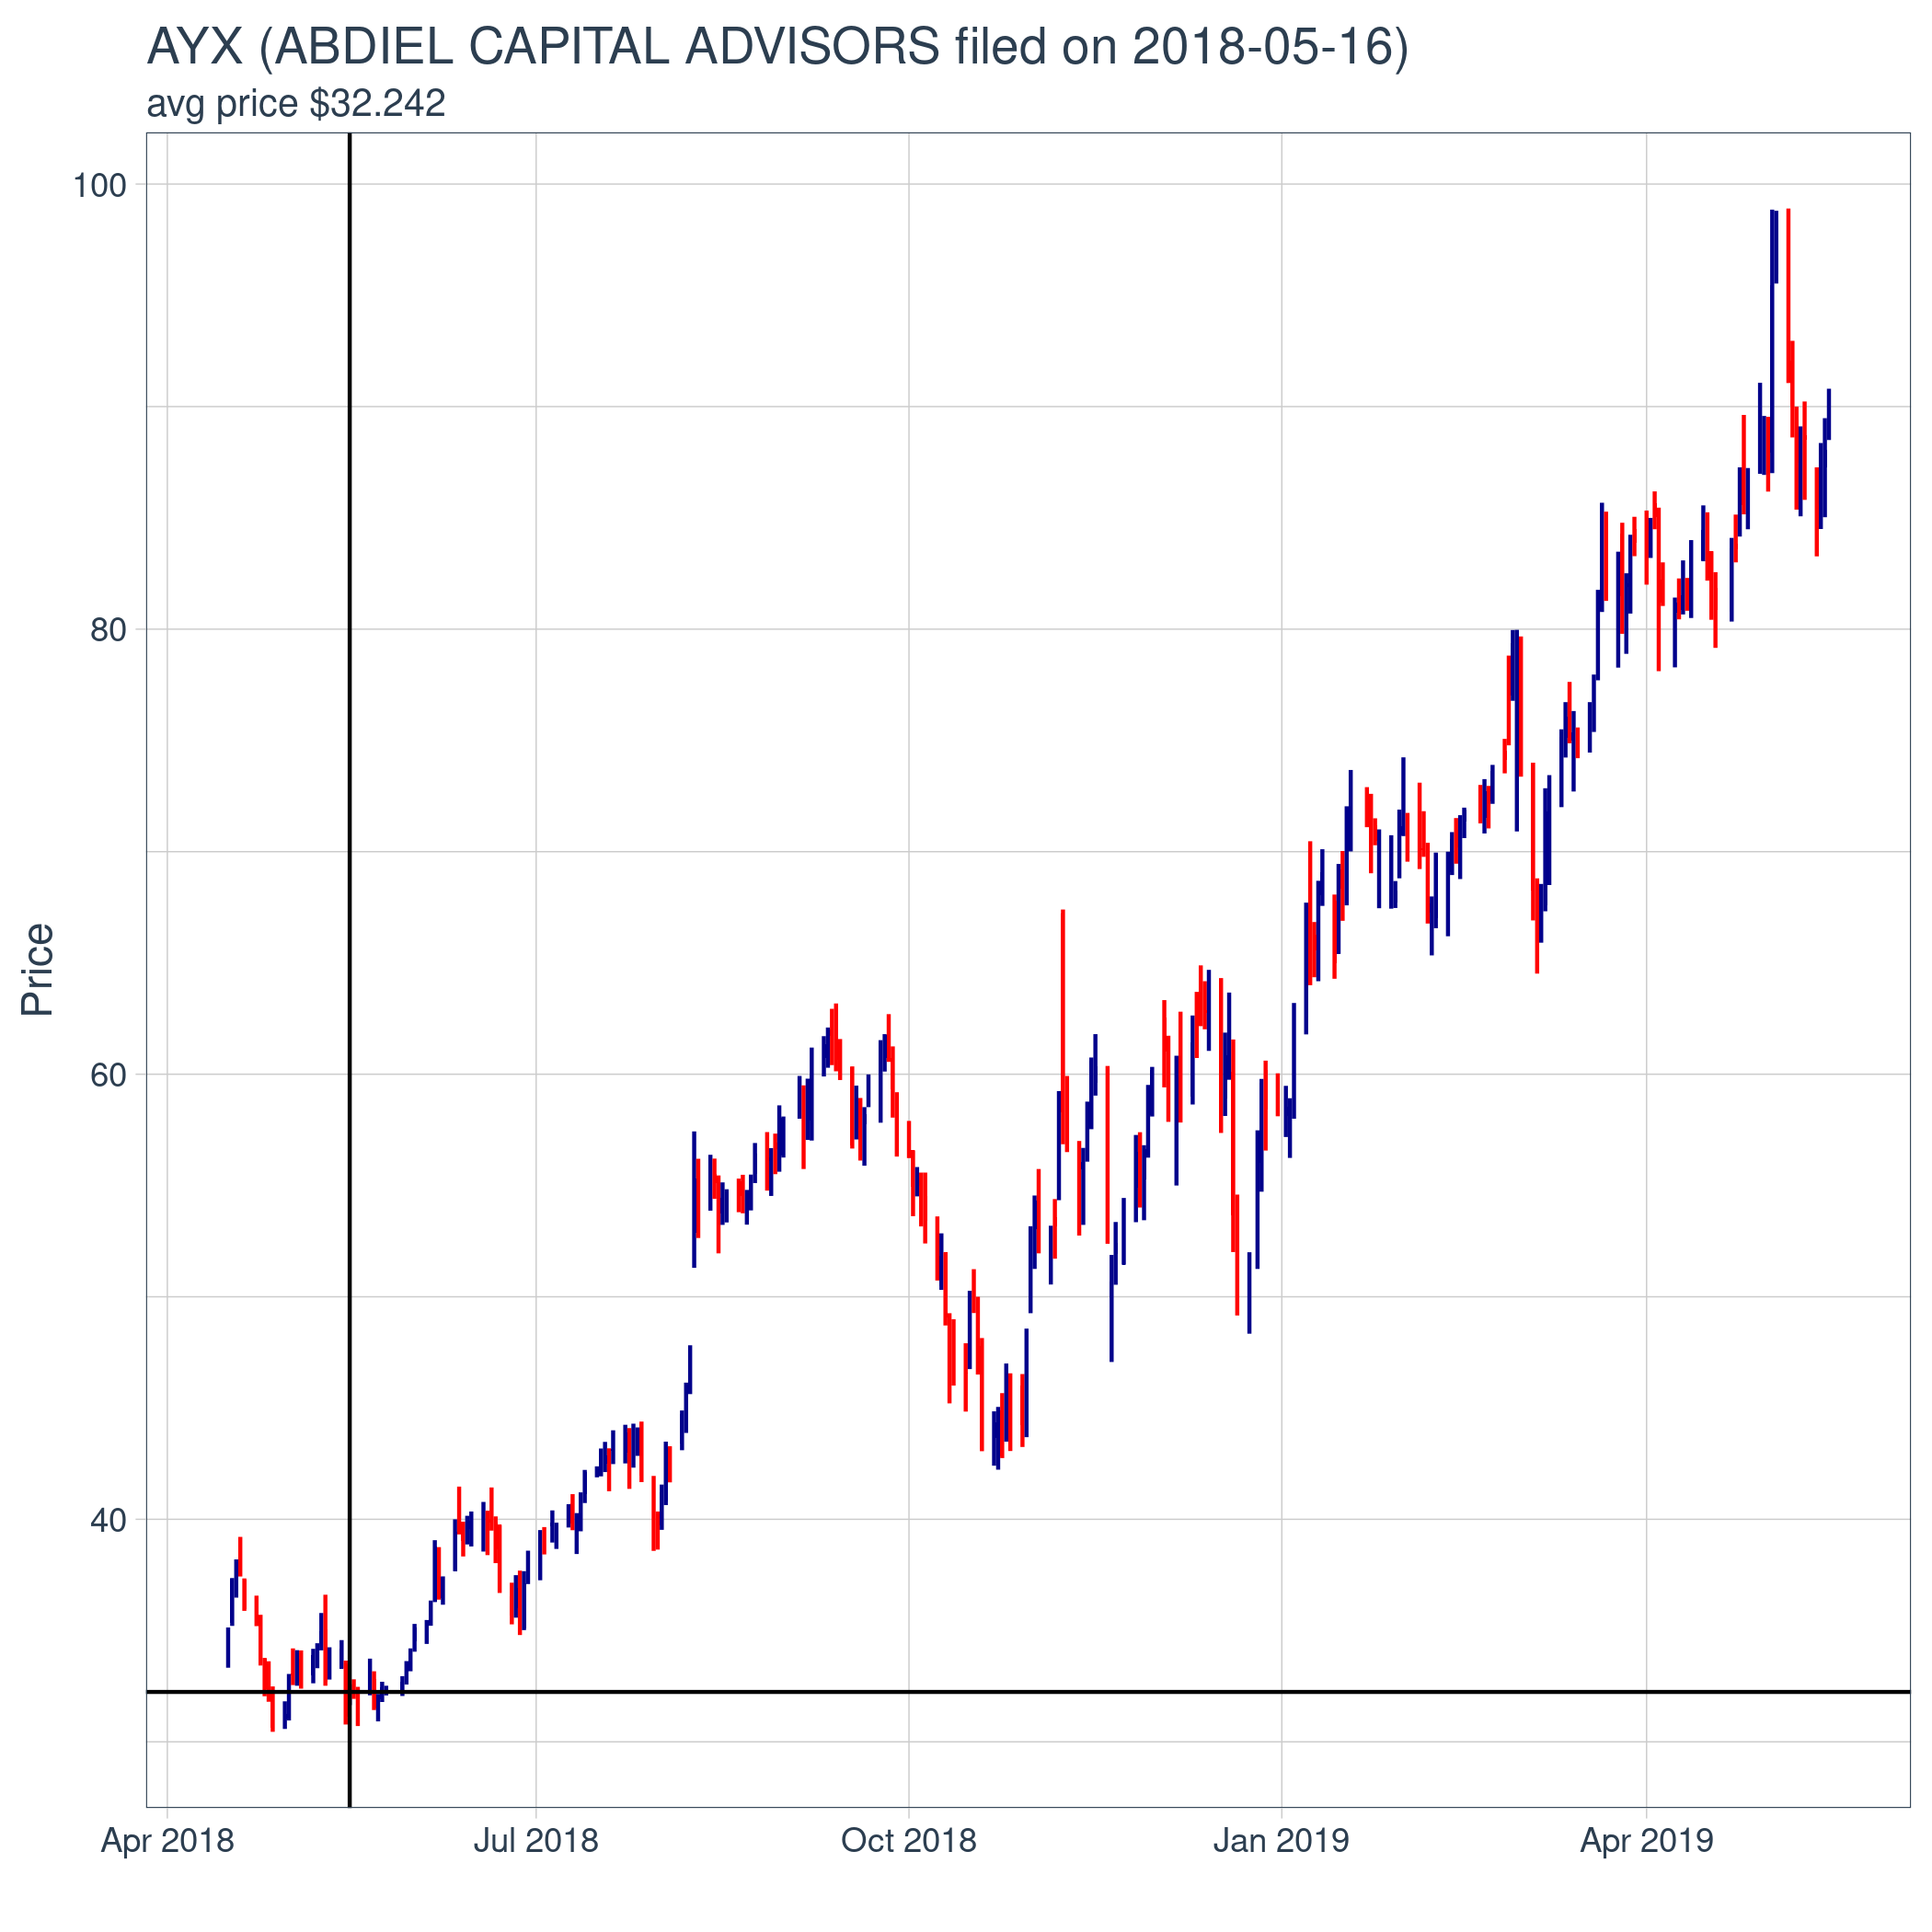 AYX (ABDIEL CAPITAL ADVISORS filed on 2018-05-16)
avg price $32.242
100
80
60
40
Price
Apr 2018
Jul 2018
Oct 2018
Jan 2019
Apr 2019